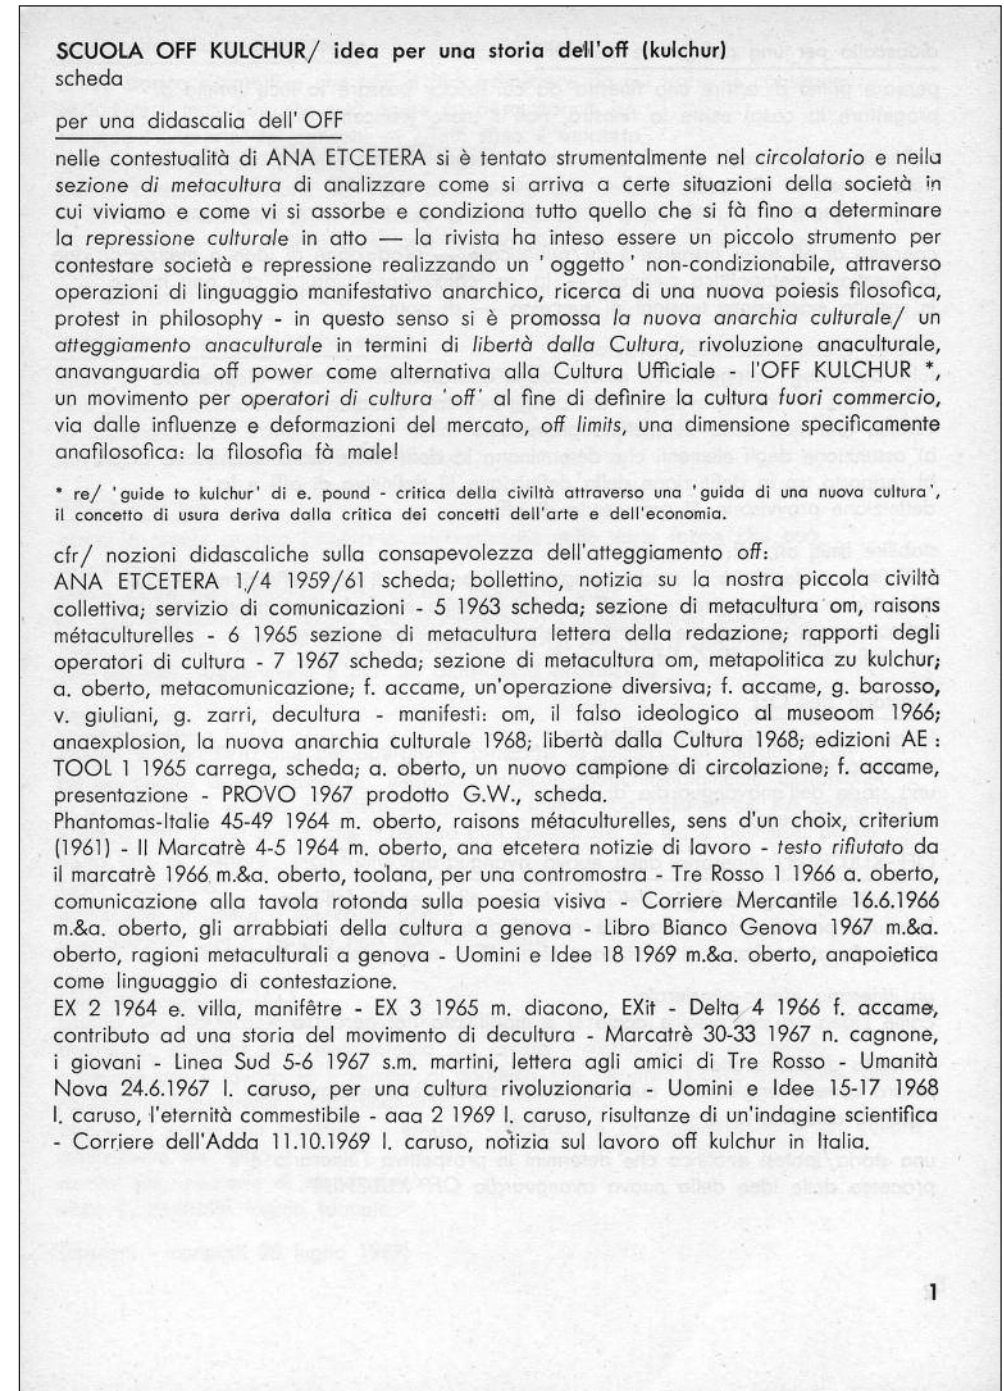 SCUOLA OFF KULCHUR/ idea per una storia dell'off (kulchur)
scheda
per una didascalia dell' OFF
nelle contestualità di ANA ETCETERA si è tentato strumentalmente nel circolatorio e nella
sezione di metacultura di analizzare come si arriva a certe situazioni della società in
cui viviamo e come vi si assorbe e condiziona tutto quello che si fà fino a determinare
la repressione culturale in atto — la rivista ha inteso essere un piccolo strumento per
contestare società e repressione realizzando un ' oggetto ' non-condizionabile, attraverso
operazioni di linguaggio manifestativo anarchico, ricerca di una nuova poiesis filosofica,
protest in philosophy - in questo senso si è promossa la nuova anarchia culturale/ un
atteggiamento anaculturale in termini di libertà dalla Cultura, rivoluzione anaculturale,
anavanguardia off power come alternativa alla Cultura Ufficiale - l'OFF KULCHUR *,
un movimento per operatori di cultura 'off' al fine di definire la cultura fuori commercio,
via dalle influenze e deformazioni del mercato, off limits, una dimensione specificamente
anafilosofica: la filosofia fà male!
* re/ 'guide to kulchur' di e. pound - critica della civiltà attraverso una 'guida di una nuova cultura',
il concetto di usura deriva dalla critica dei concetti dell'arte e dell'economia.
cfr/ nozioni didascaliche sulla consapevolezza dell'atteggimento off:
ANA ETCETERA 1,/4 1959/61 scheda; bollettino, notizia su la nostra piccola civiltà
collettiva; servizio di comunicazioni - 5 1963 scheda; sezione di metacultura om, raisons
métaculturelles - 6 1965 sezione di metacultura lettera della redazione; rapporti degli
operatori di cultura - 7 1967 scheda; sezione di metacultura om, metapolitica zu kulchur;
a. oberto, metacomunicazione; f. accame, un'operazione diversiva; f. accame, g. barosso,
v. giuliani, g. zarri, decultura - manifesti: om, il falso ideologico al museoom 1966;
anaexplosion, la nuova anarchia culturale 1968; libertà dalla Cultura 1968; edizioni AE :
TOOL 1 1965 carrega, scheda; a. oberto, un nuovo campione di circolazione; f. accame,
presentazione - PROVO 1967 prodotto G.W., scheda.
Phantomas-Italie 45-49 1964 m. oberto, raisons métaculturelles, sens d'un choix, criterium
(1961) - Il Marcatrè 4-5 1964 m. oberto, ana etcetera notizie di lavoro - testo rifiutato da
il marcatrè 1966 m.&a. oberto, toolana, per una contromostra - Tre Rosso 1 1966 a. oberto,
comunicazione alla tavola rotonda sulla poesia visiva - Corriere Mercantile 16.6.1966
m.&a. oberto, gli arrabbiati della cultura a genova - Libro Bianco Genova 1967 m.&a.
oberto, ragioni metaculturali a genova - Uomini e Idee 18 1969 m.&a. oberto, anapoietica
come linguaggio di contestazione.
EX 2 1964 e. villa, manifêtre - EX 3 1965 m. diacono, EXit - Delta 4 1966 f. accame,
contributo ad una storia del movimento di decultura - Marcatrè 30-33 1967 n. cagnone,
i giovani - Linea Sud 5-6 1967 s.m. martini, lettera agli amici di Tre Rosso - Umanità
Nova 24.6.1967 l. caruso, per una cultura rivoluzionaria - Uomini e Idee 15-17 1968
l. caruso, l'eternità commestibile - aaa 2 1969 l. caruso, risultanze di un'indagine scientifica
- Corriere dell'Adda 11.10.1969 l. caruso, notizia sul lavoro off kulchur in Italia.
1